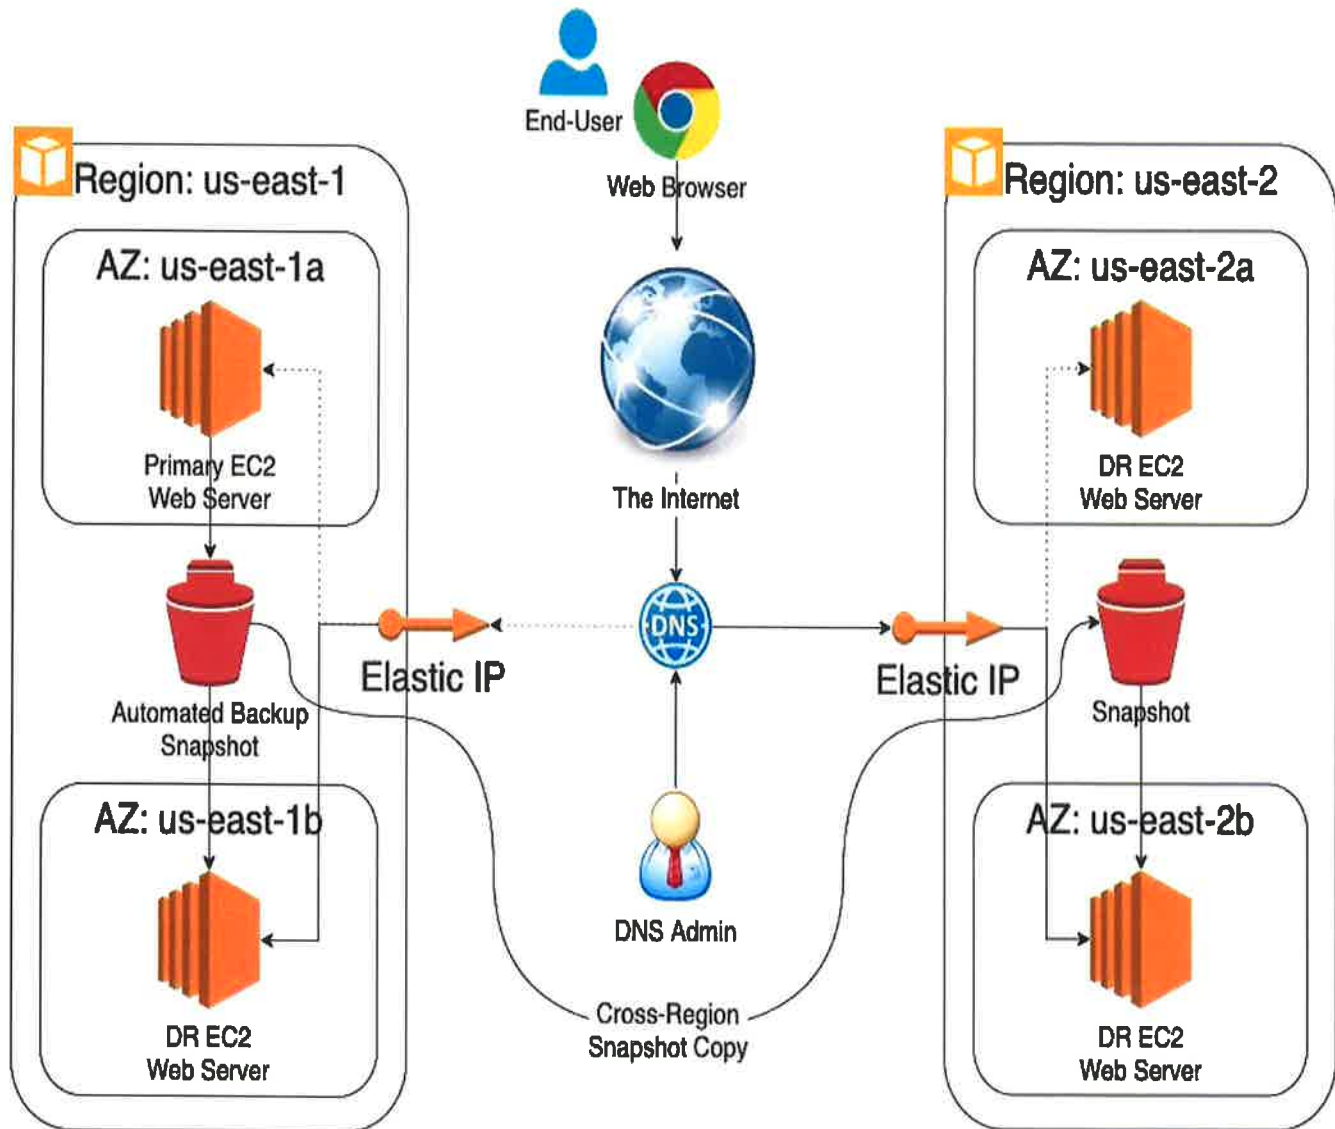 End-User
Web Browser
Region: us-east-1
Region: us-east-2
AZ: us-east-1a
AZ: us-east-2a
Primary EC2
Web Server
The Internet
DR EC2
Web Server
DNS
Elastic IP
Elastic IP
Automated Backup
Snapshot
Snapshot
AZ: us-east-1b
AZ: us-east-2b
DNS Admin
Cross-Region
Snapshot Copy
DR EC2
Web Server
DR EC2
Web Server